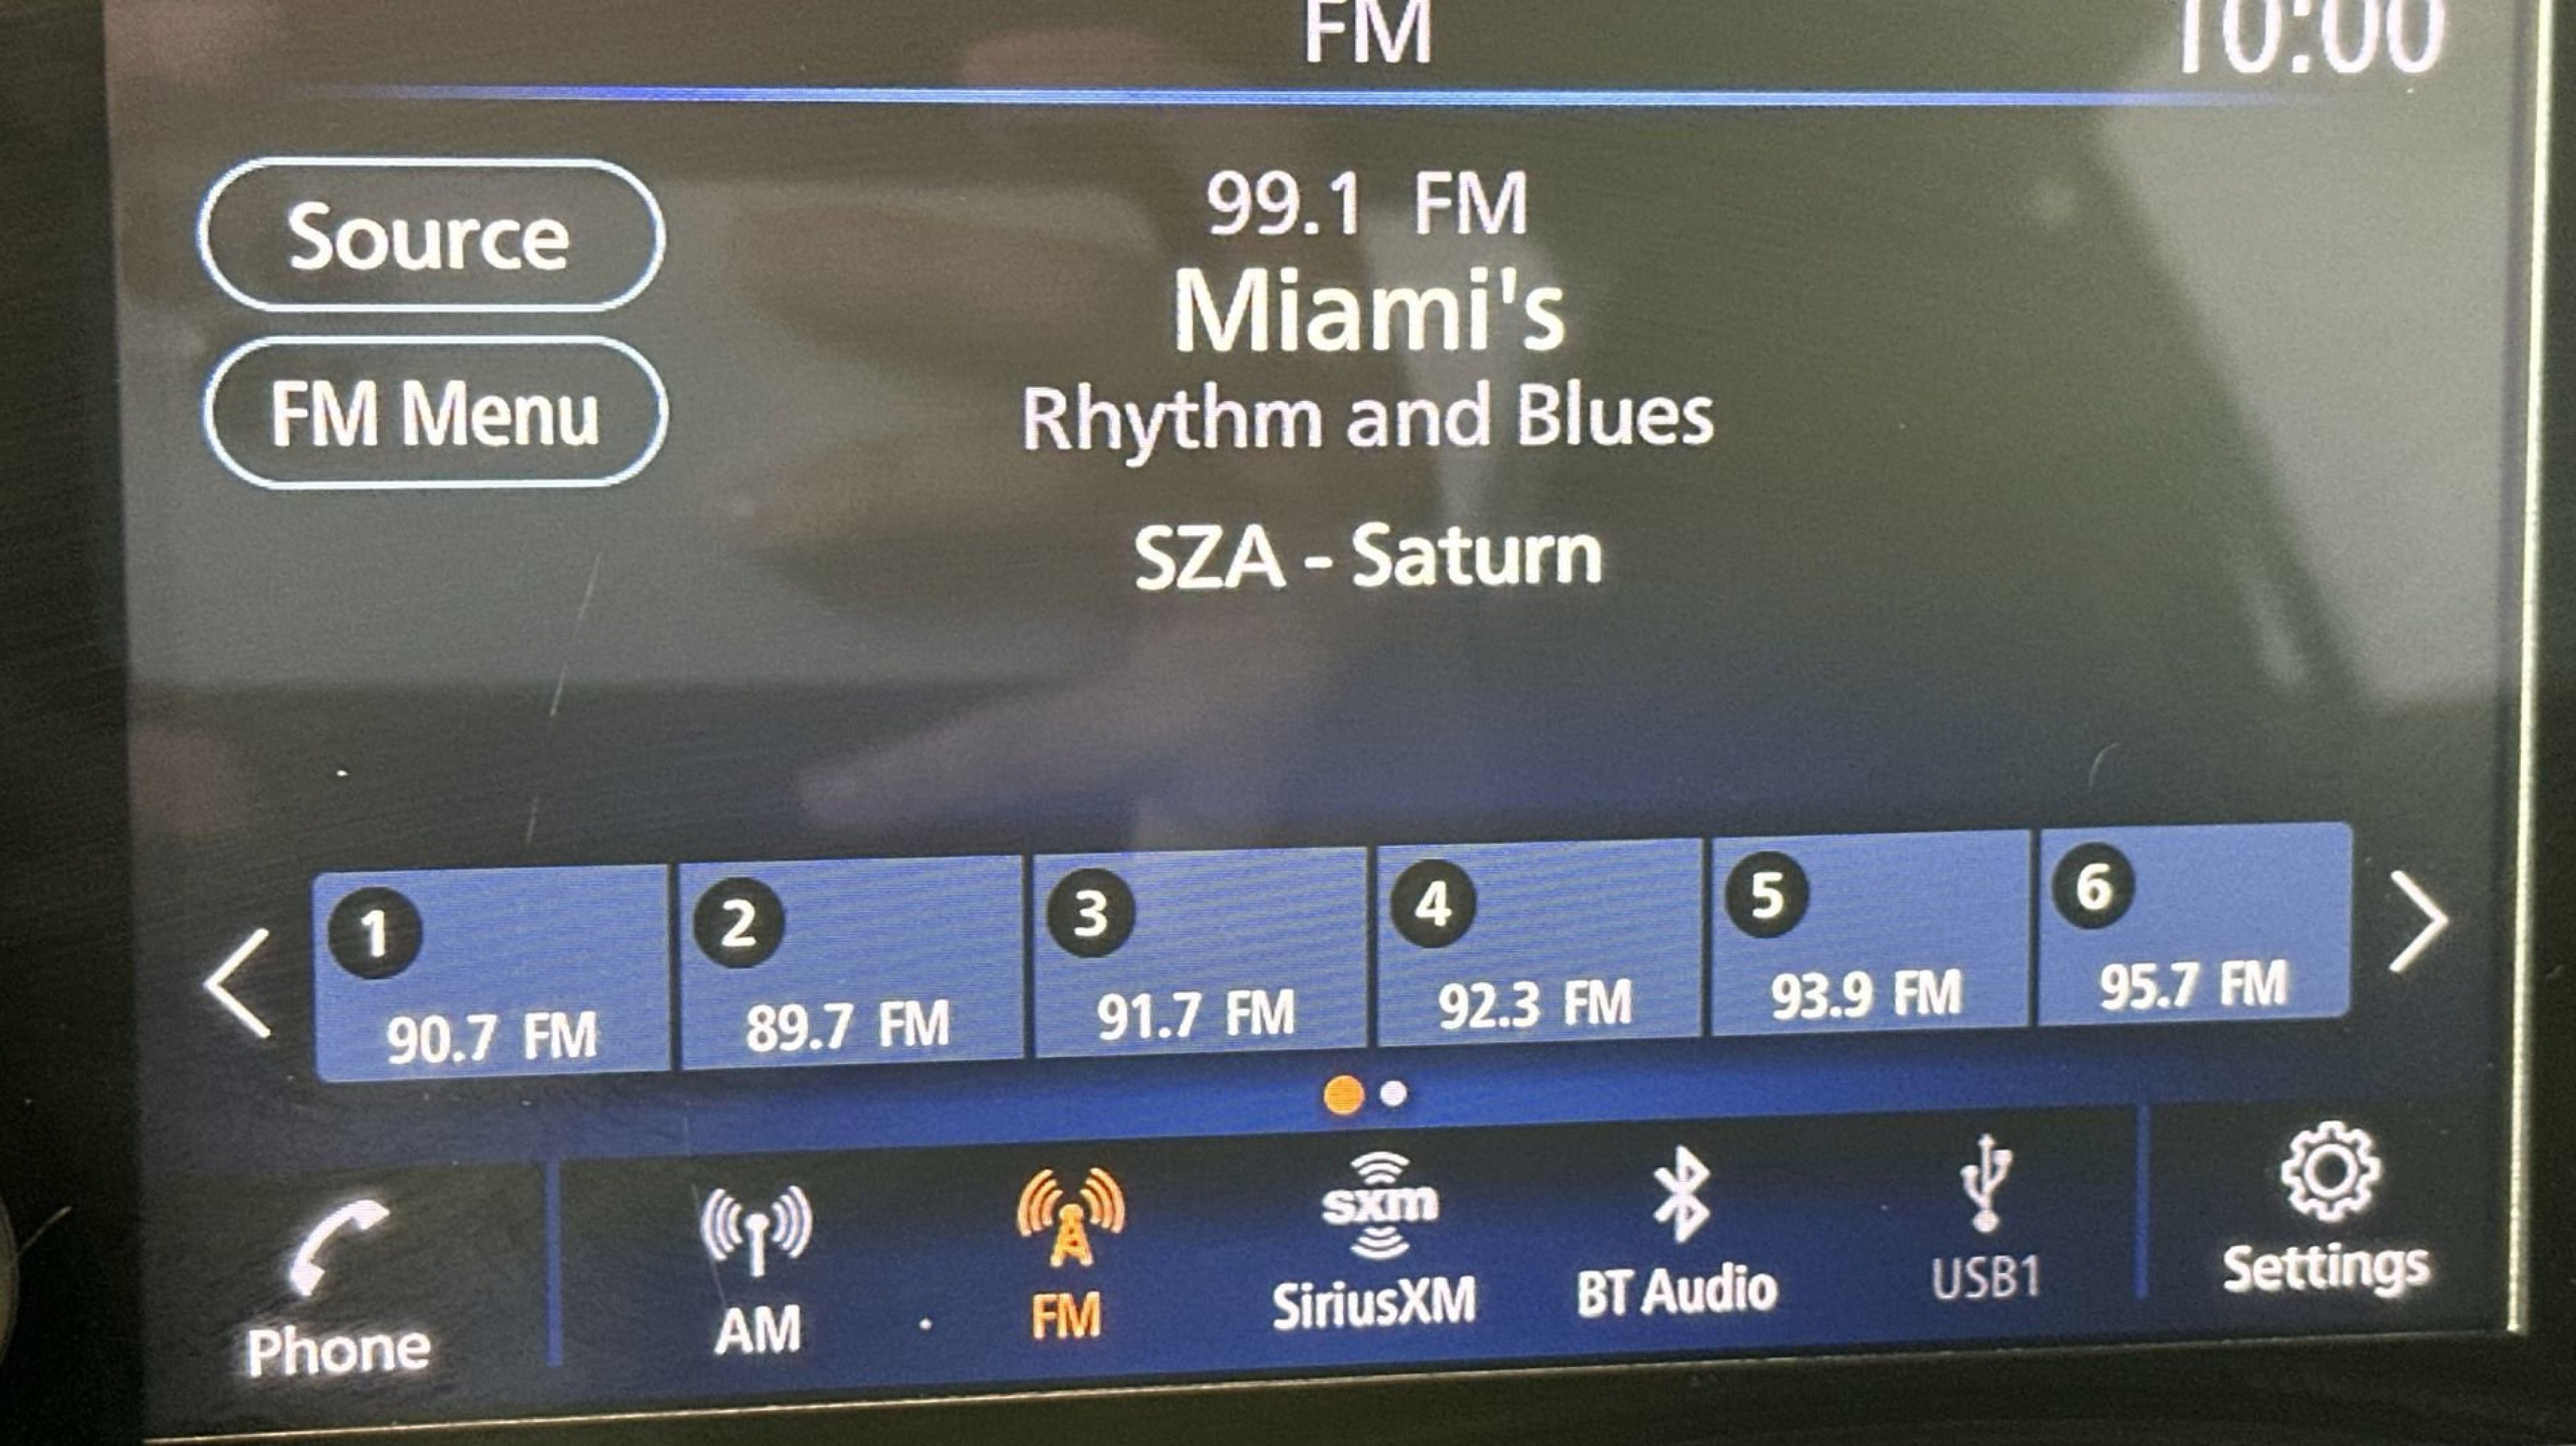 FM
10:00
Source
99.1 FM
Miami's
FM Menu
Rhythm and Blues
SZA - Saturn
1
2
3
4
5
6
90.7 FM
89.7 FM
91.7 FM
92.3 FM
93.9 FM
95.7 FM
sxm
Phone
AM
FM
SiriusXM
BT Audio
USB1
Settings